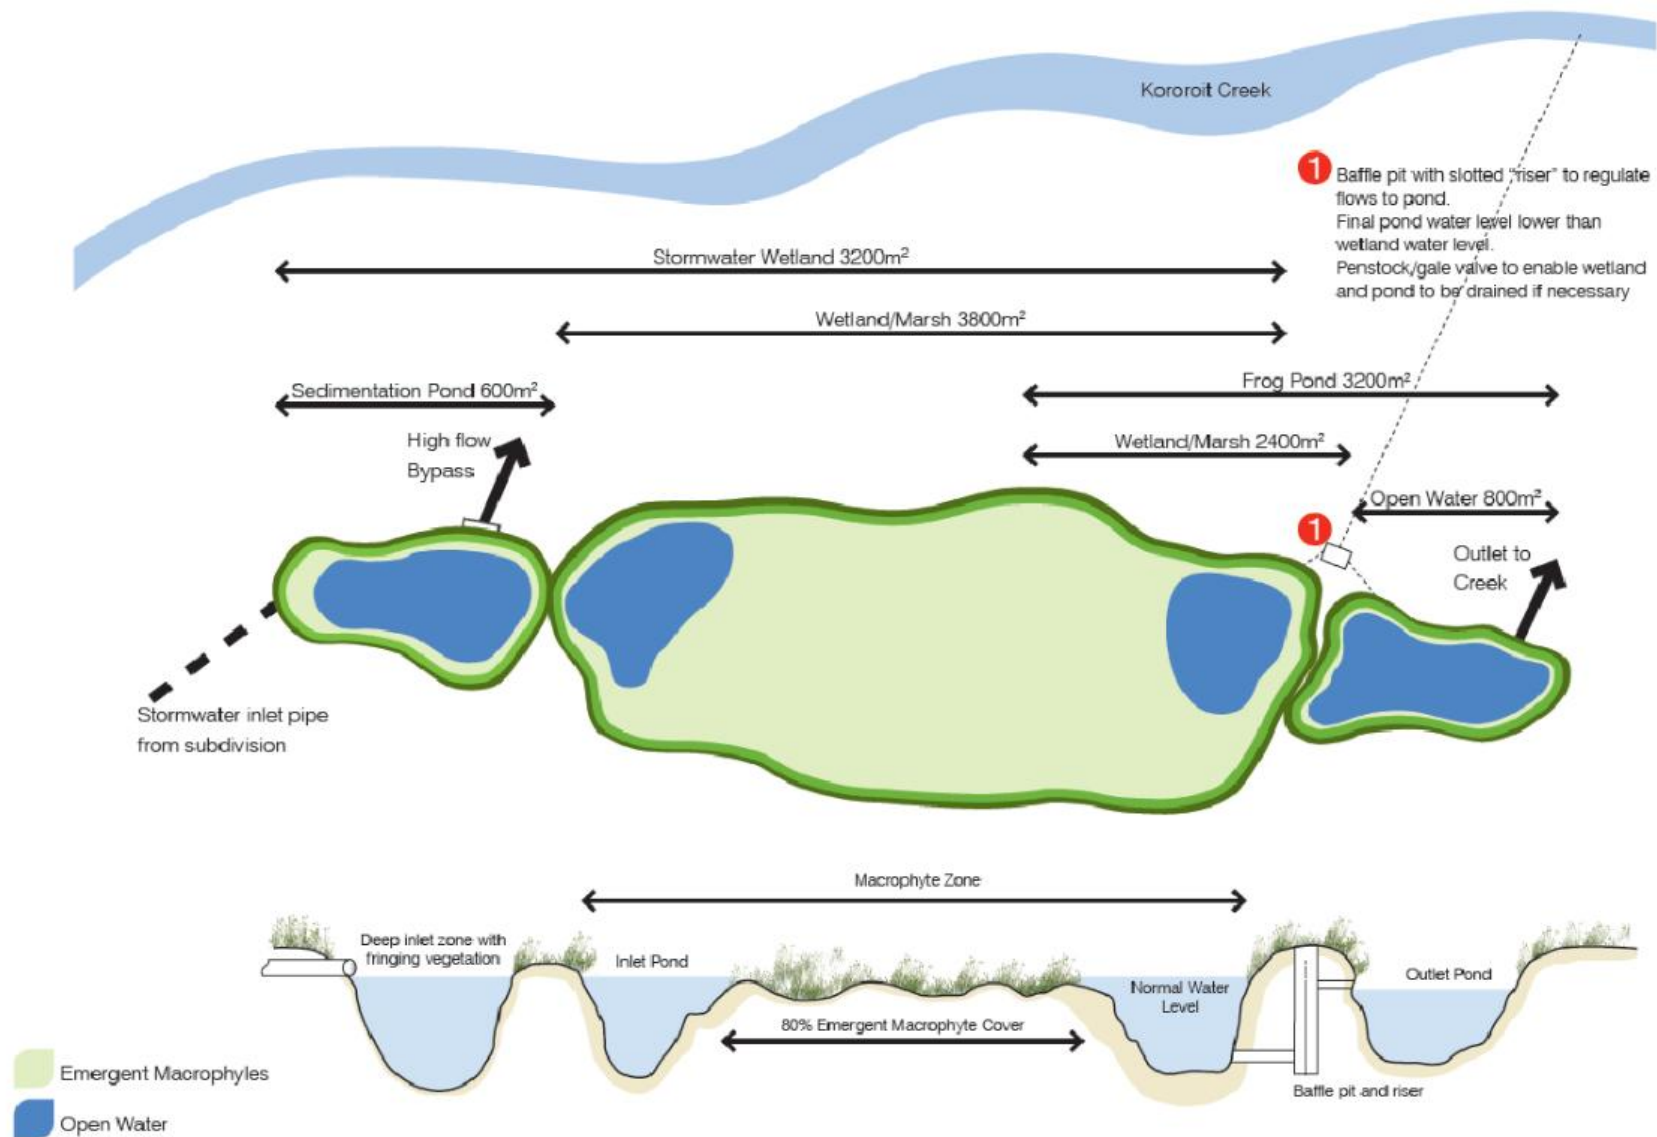 Kororoit Creek
1
Baffle pit with slotted "riser" to regulate
flows to pond.
Final pond water level lower than
wetland water level.
Penstock/gale valve to enable wetland
and pond to be drained if necessary
Stormwater Wetland 3200m²
Wetland/Marsh 3800m²
Sedimentation Pond 600m²
Frog Pond 3200m²
High flow
Bypass
Wetland/Marsh 2400m²
Open Water 800m²
1
Outlet to
Creek
Stormwater inlet pipe
from subdivision
Macrophyte Zone
Deep inlet zone with
fringing vegetation
Inlet Pond
Normal Water
Level
Outlet Pond
80% Emergent Macrophyte Cover
Baffle pit and riser
Emergent Macrophyles
Open Water